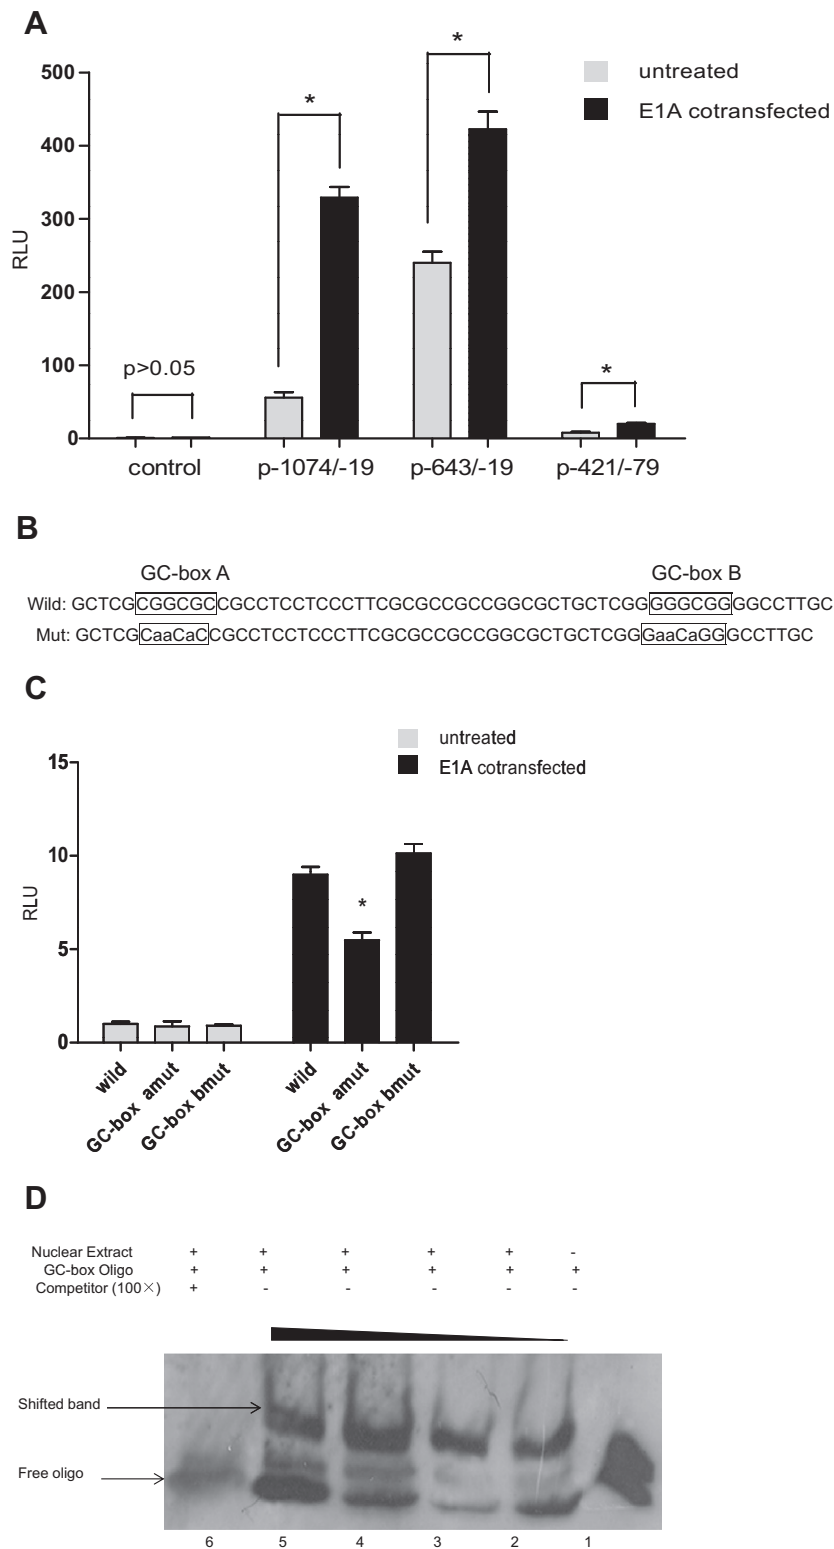 A
untreated
E1A cotransfected
*
*
p>0.05
*
RLU
500
400
300
200
100
0
control p-1074/-19 p-643/-19 p-421/-79
B
GC-box A GC-box B
Wild: GCTCGCGGCGCCGCCTCCTCCCTTCGCGCCGCCGGCGCTGCTCGGGGGCGGGGCCTTGC
Mut: GCTCGCaaCaCCGCCTCCTCCCTTCGCGCCGCCGGCGCTGCTCGGGaaCaGGGCCTTGC
C
untreated
E1A cotransfected
RLU
15
10
5
0
*
wild
GC-box amut
GC-box bmut
wild
GC-box amut
GC-box bmut
D
Nuclear Extract + + + + + -
GC-box Oligo + + + + + +
Competitor (100×) + - - - - -
Shifted band
Free oligo
6 5 4 3 2 1